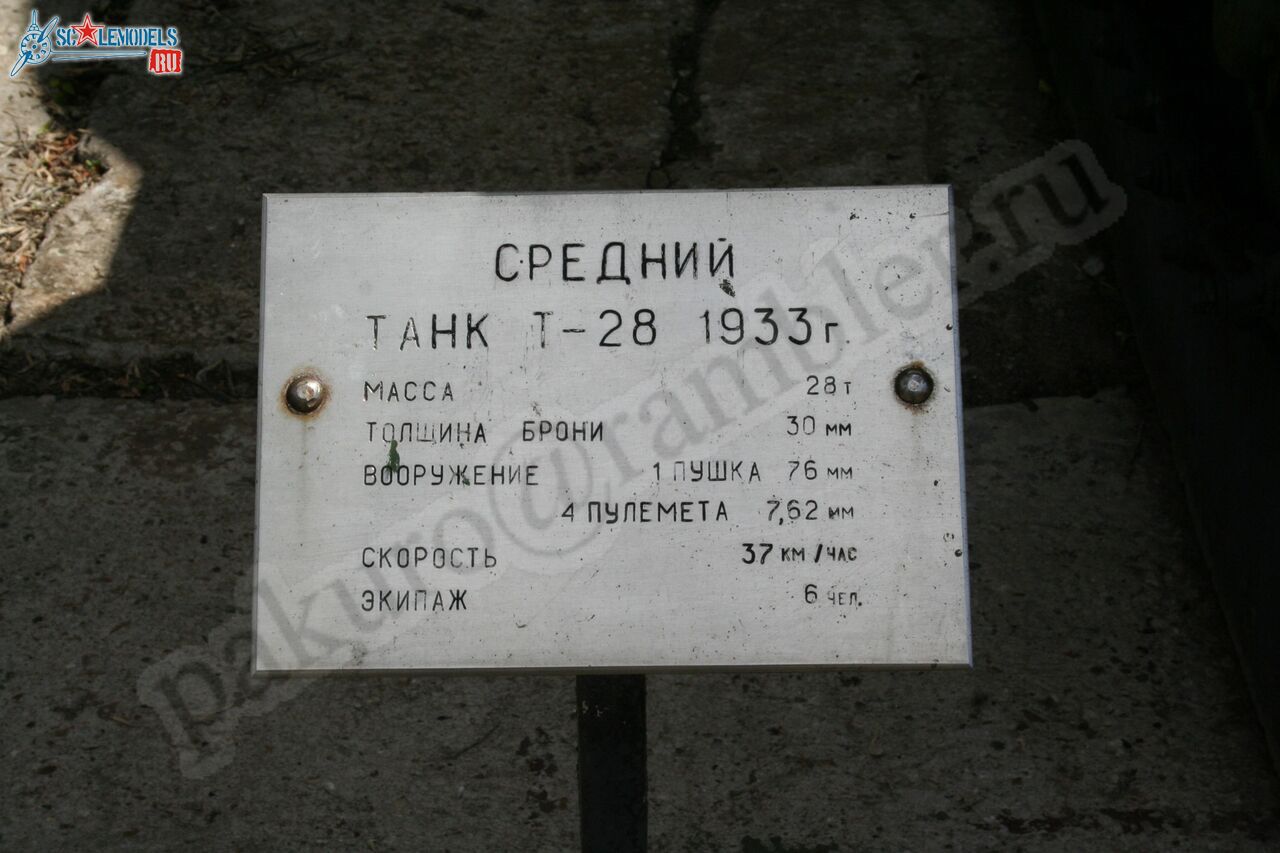 SCALEMODELS
RU
СРЕДНИЙ
ТАНК Т-28 1933г.
МАССА 28т
ТОЛЩИНА БРОНИ 30 мм
ВООРУЖЕНИЕ 1 ПУШКА 76 мм
4 ПУЛЕМЕТА 7,62 мм
СКОРОСТЬ 37 км/час
ЭКИПАЖ 6 чел.
pakuro@rambler.ru